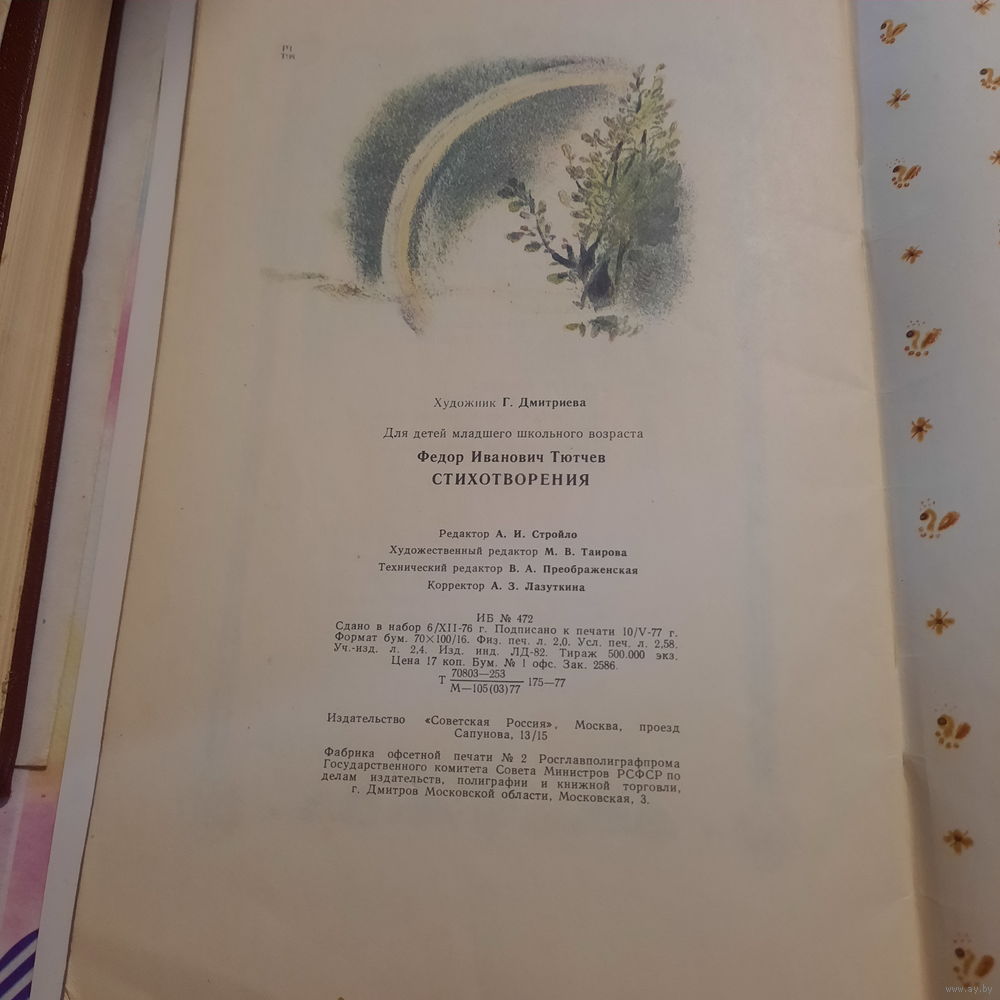 Р1
Т98
Художник Г. Дмитриева
Для детей младшего школьного возраста
Федор Иванович Тютчев
СТИХОТВОРЕНИЯ
Редактор А. И. Стройло
Художественный редактор М. В. Таирова
Технический редактор В. А. Преображенская
Корректор А. З. Лазуткина
ИБ № 472
Сдано в набор 6/XII-76 г. Подписано к печати 10/V-77 г.
Формат бум. 70×100/16. Физ. печ. л. 2,0. Усл. печ. л. 2,58.
Уч.-изд. л. 2,4. Изд. инд. ЛД-82. Тираж 500.000 экз.
Цена 17 коп. Бум. № 1 офс. Зак. 2586.
70803—253
Т 175—77
М—105(03)77
Издательство «Советская Россия». Москва, проезд
Сапунова, 13/15
Фабрика офсетной печати № 2 Росглавполиграфпрома
Государственного комитета Совета Министров РСФСР по
делам издательств, полиграфии и книжной торговли,
г. Дмитров Московской области, Московская, 3.
www.ay.by